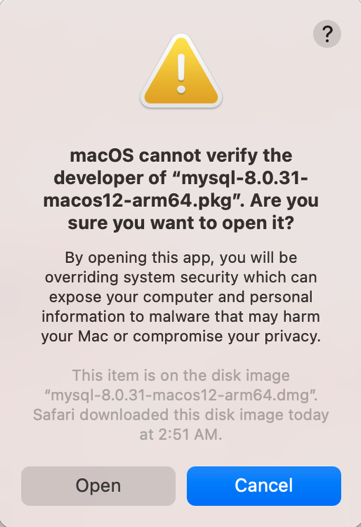 ?
macOS cannot verify the
developer of “mysql-8.0.31-
macos12-arm64.pkg”. Are you
sure you want to open it?
By opening this app, you will be
overriding system security which can
expose your computer and personal
information to malware that may harm
your Mac or compromise your privacy.
This item is on the disk image
“mysql-8.0.31-macos12-arm64.dmg”.
Safari downloaded this disk image today
at 2:51 AM.
Open Cancel